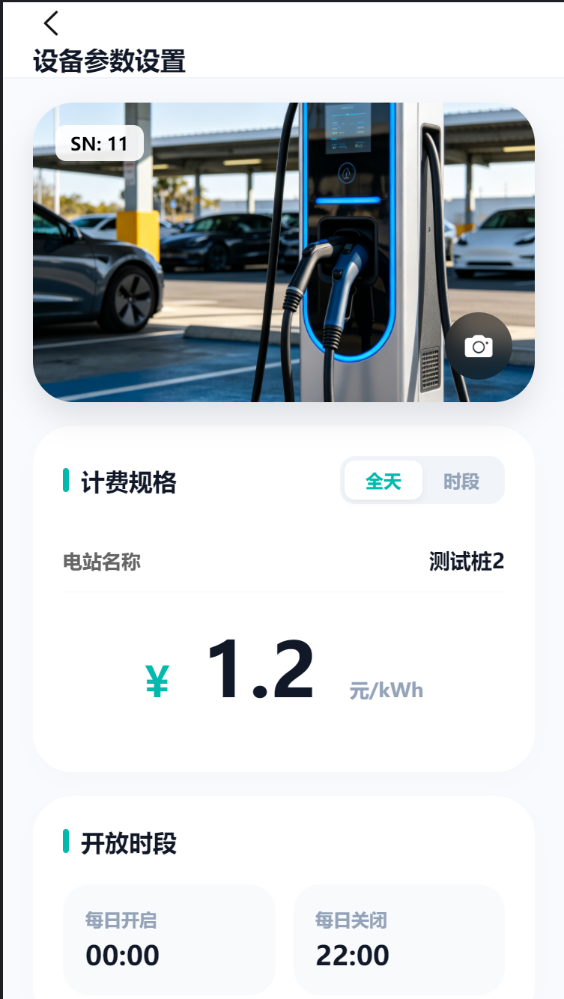 设备参数设置
SN: 11
计费规格
全天 时段
电站名称 测试桩2
¥ 1.2 元/kWh
开放时段
每日开启 每日关闭
00:00 22:00